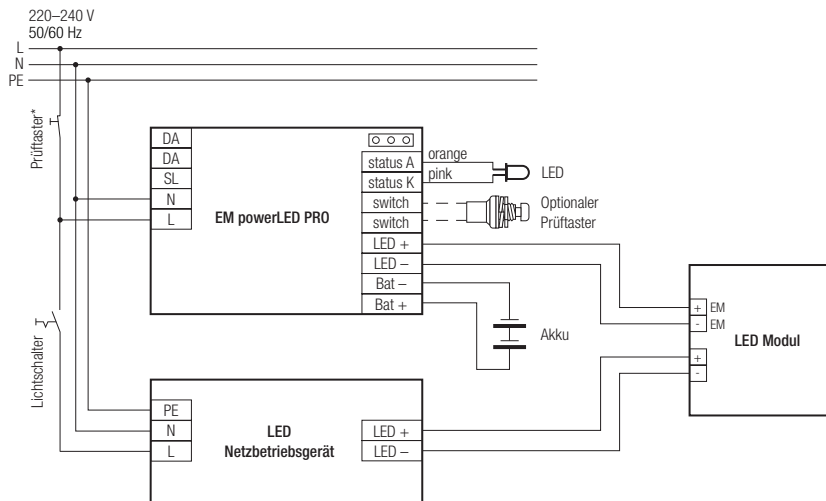 220–240 V
50/60 Hz
L
N
PE
Prüftaster*
Lichtschalter
DA
DA
SL
N
L
EM powerLED PRO
status A
status K
switch
switch
LED +
LED –
Bat –
Bat +
orange
pink
LED
Optionaler
Prüftaster
Akku
+ EM
- EM
+
-
LED Modul
PE
N
L
LED
Netzbetriebsgerät
LED +
LED –